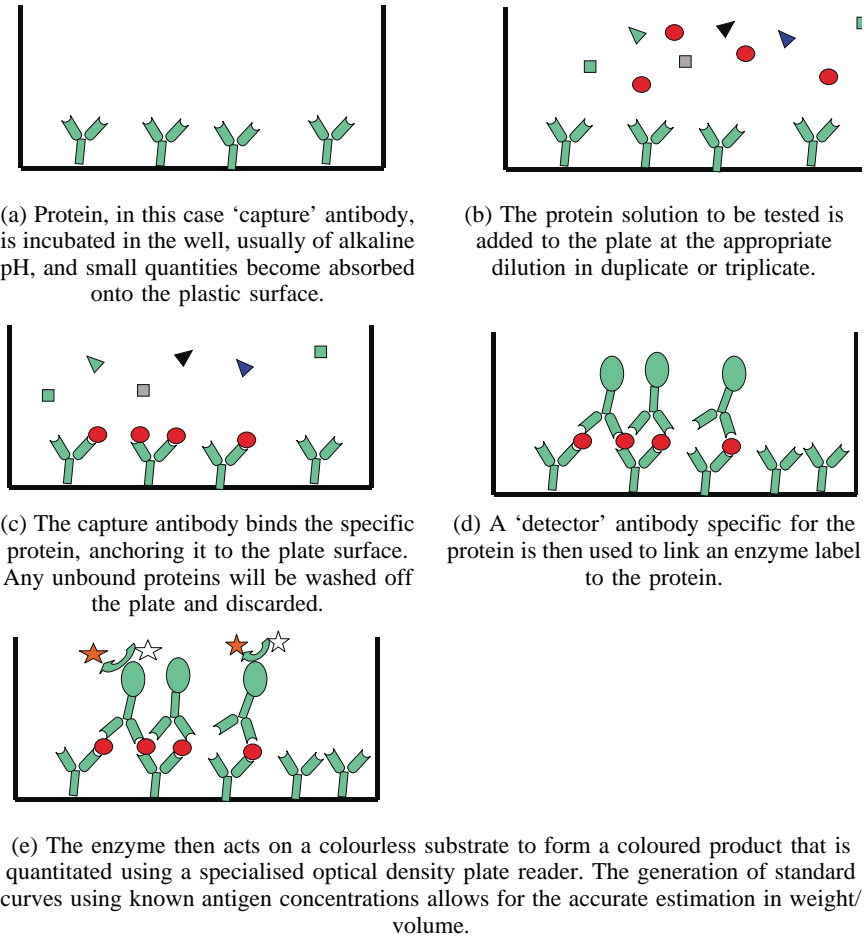 (a) Protein, in this case ‘capture’ antibody,
is incubated in the well, usually of alkaline
pH, and small quantities become absorbed
onto the plastic surface.
(b) The protein solution to be tested is
added to the plate at the appropriate
dilution in duplicate or triplicate.
(c) The capture antibody binds the specific
protein, anchoring it to the plate surface.
Any unbound proteins will be washed off
the plate and discarded.
(d) A ‘detector’ antibody specific for the
protein is then used to link an enzyme label
to the protein.
(e) The enzyme then acts on a colourless substrate to form a coloured product that is
quantitated using a specialised optical density plate reader. The generation of standard
curves using known antigen concentrations allows for the accurate estimation in weight/
volume.